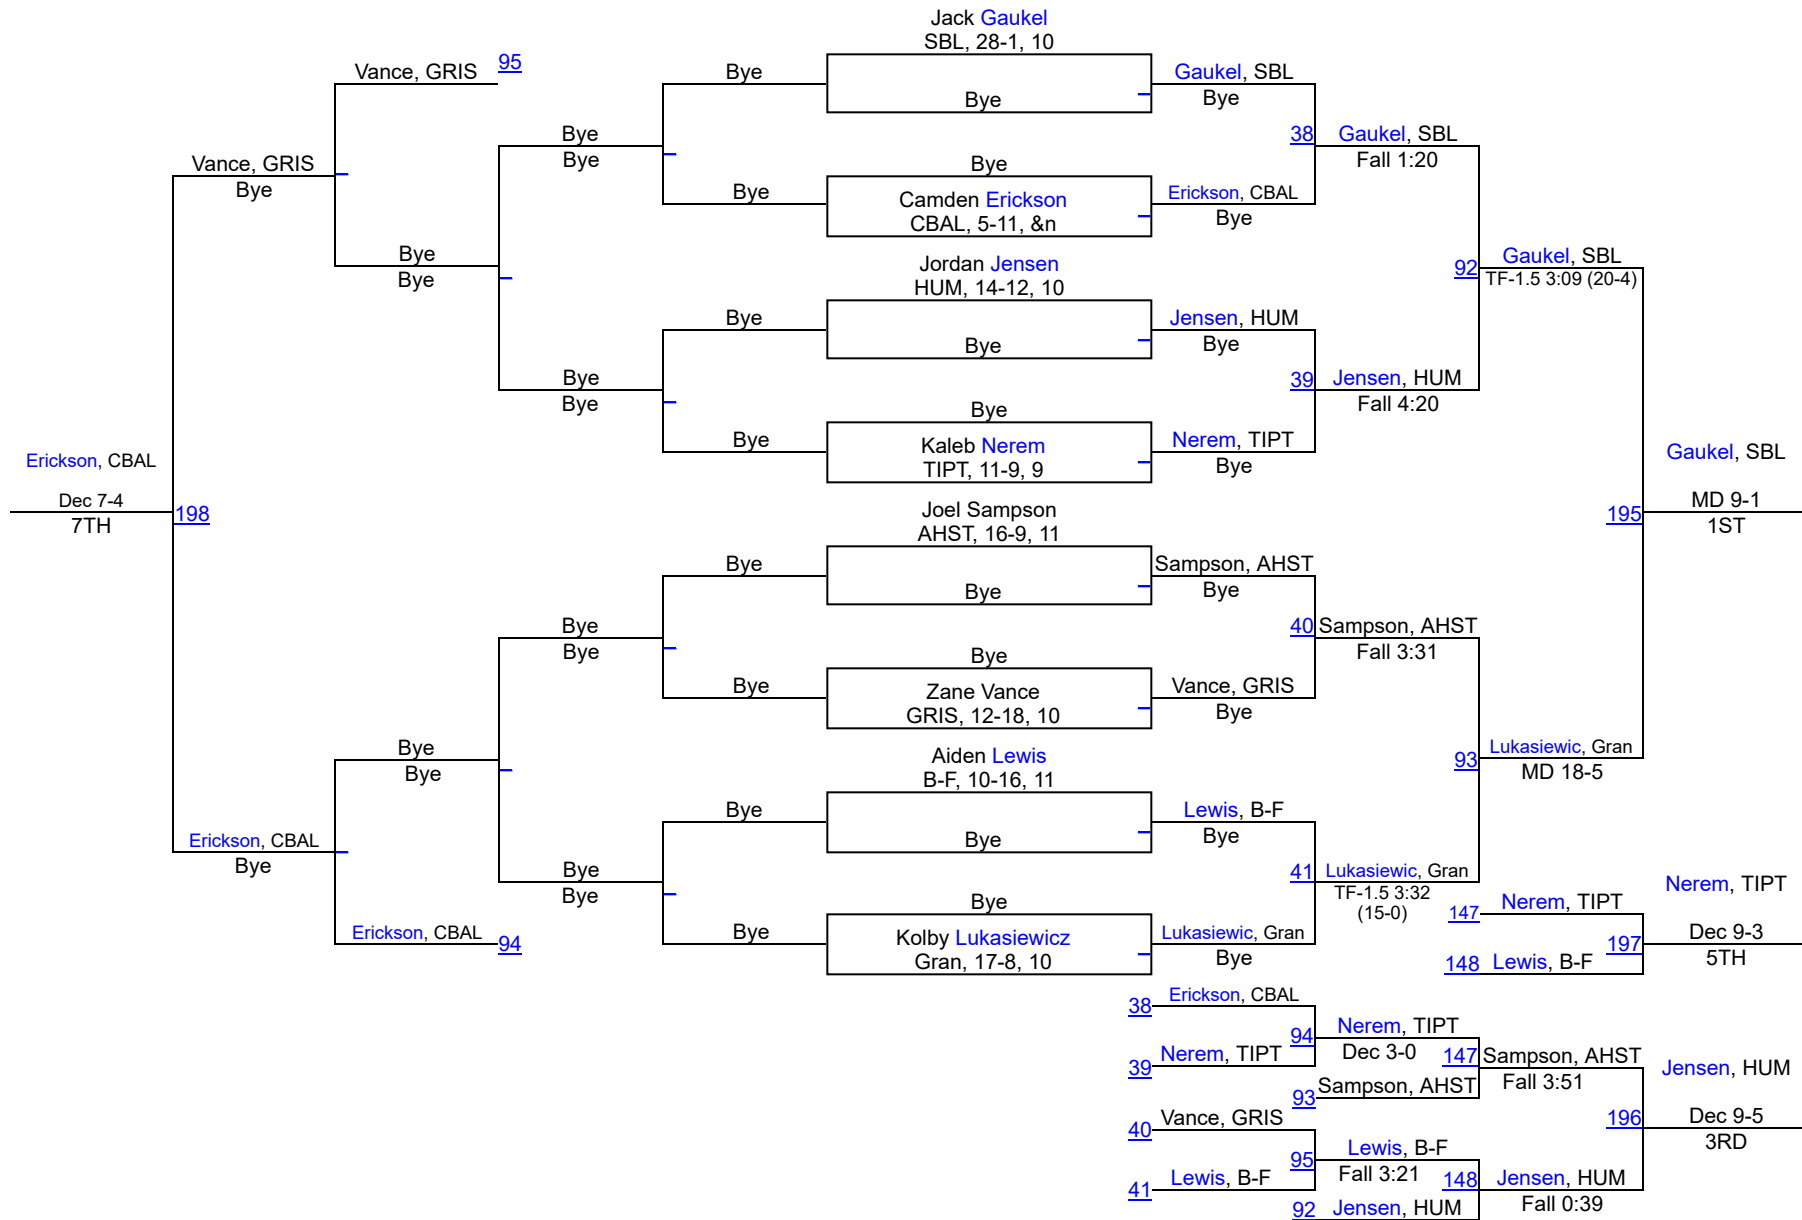 Jack Gaukel
SBL, 28-1, 10
Vance, GRIS
95
Bye
Bye
Gaukel, SBL
Bye
Bye
Bye
38
Gaukel, SBL
Fall 1:20
Vance, GRIS
Bye
Bye
Bye
Camden Erickson
CBAL, 5-11, &n
Erickson, CBAL
Bye
Bye
Bye
Jordan Jensen
HUM, 14-12, 10
92
Gaukel, SBL
TF-1.5 3:09 (20-4)
Bye
Bye
Jensen, HUM
Bye
Bye
Bye
39
Jensen, HUM
Fall 4:20
Bye
Bye
Kaleb Nerem
TIPT, 11-9, 9
Nerem, TIPT
Bye
Erickson, CBAL
Dec 7-4
7TH
198
Gaukel, SBL
195
MD 9-1
1ST
Joel Sampson
AHST, 16-9, 11
Bye
Bye
Sampson, AHST
Bye
Bye
Bye
40
Sampson, AHST
Fall 3:31
Bye
Bye
Zane Vance
GRIS, 12-18, 10
Vance, GRIS
Bye
Bye
Bye
Aiden Lewis
B-F, 10-16, 11
93
Lukasiewic, Gran
MD 18-5
Bye
Bye
Lewis, B-F
Bye
Erickson, CBAL
Bye
Bye
Bye
41
Lukasiewic, Gran
TF-1.5 3:32
(15-0)
Erickson, CBAL
94
Bye
Bye
Kolby Lukasiewicz
Gran, 17-8, 10
Lukasiewic, Gran
Bye
147
Nerem, TIPT
148
Lewis, B-F
197
Nerem, TIPT
Dec 9-3
5TH
38
Erickson, CBAL
39
Nerem, TIPT
94
Nerem, TIPT
Dec 3-0
93
Sampson, AHST
147
Sampson, AHST
Fall 3:51
40
Vance, GRIS
41
Lewis, B-F
95
Lewis, B-F
Fall 3:21
92
Jensen, HUM
148
Jensen, HUM
Fall 0:39
196
Jensen, HUM
Dec 9-5
3RD